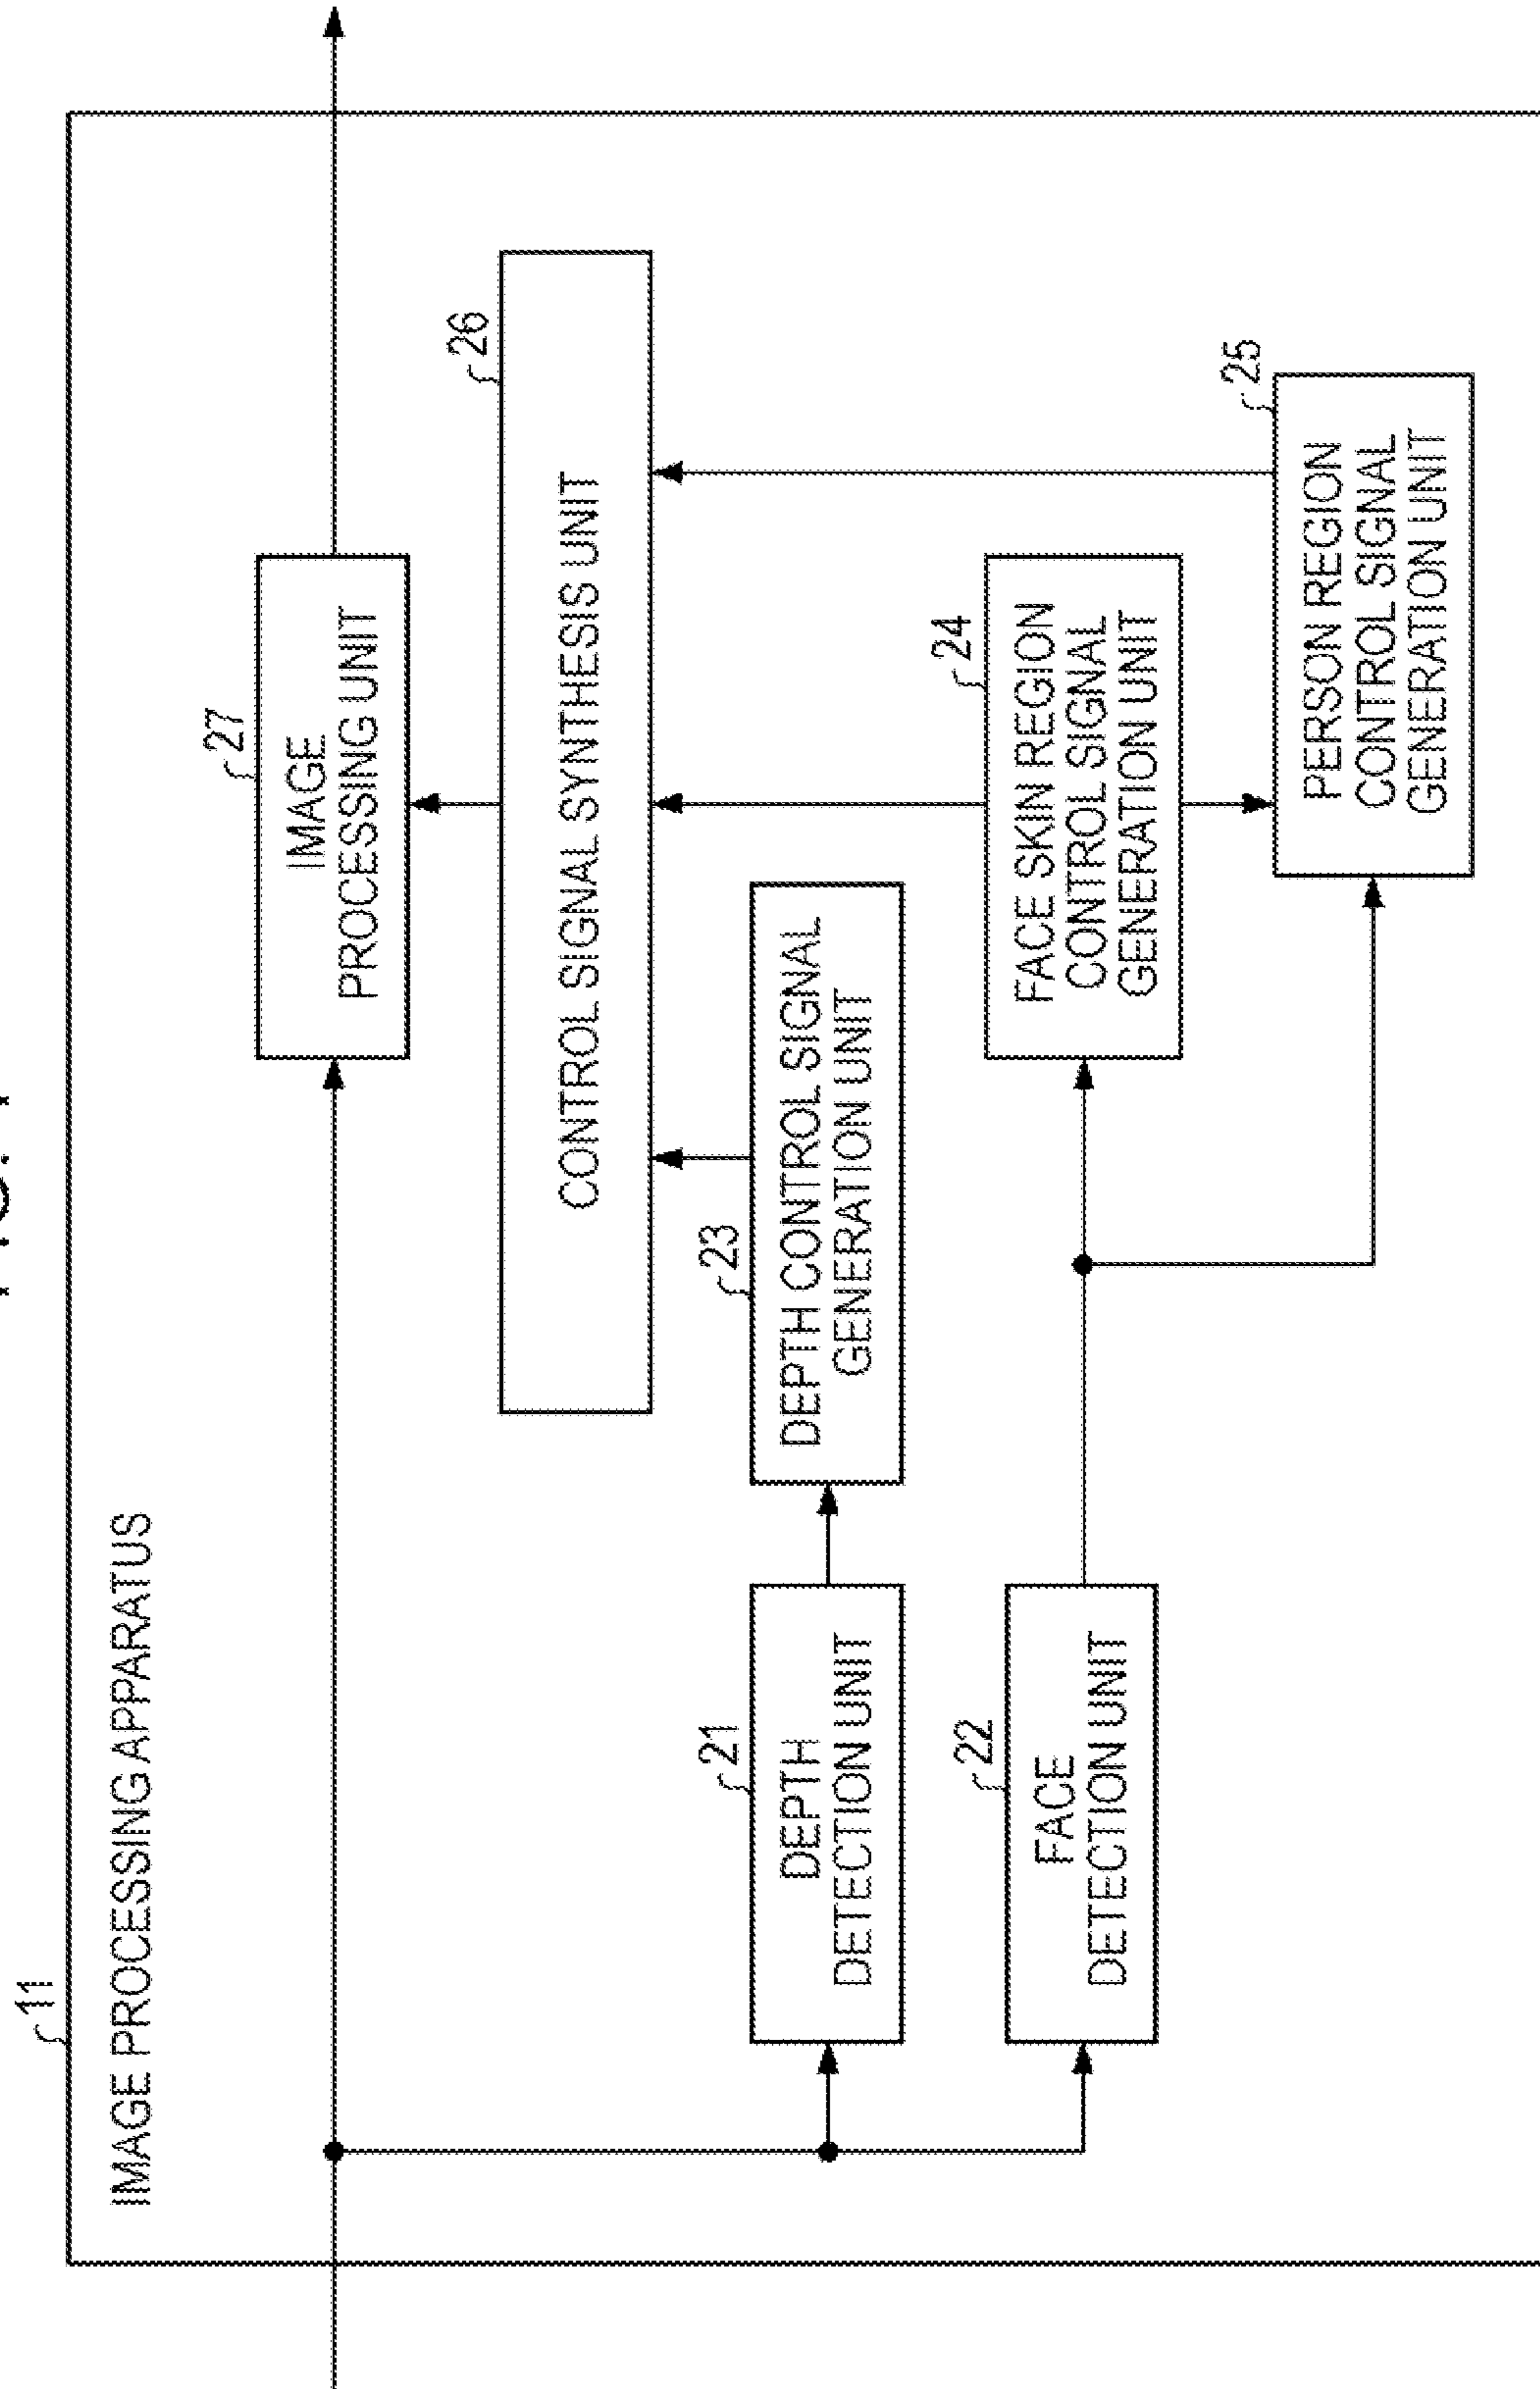 11
IMAGE PROCESSING APPARATUS
27
IMAGE
PROCESSING UNIT
26
CONTROL SIGNAL SYNTHESIS UNIT
21
DEPTH
DETECTION UNIT
23
DEPTH CONTROL SIGNAL
GENERATION UNIT
22
FACE
DETECTION UNIT
24
FACE SKIN REGION
CONTROL SIGNAL
GENERATION UNIT
25
PERSON REGION
CONTROL SIGNAL
GENERATION UNIT